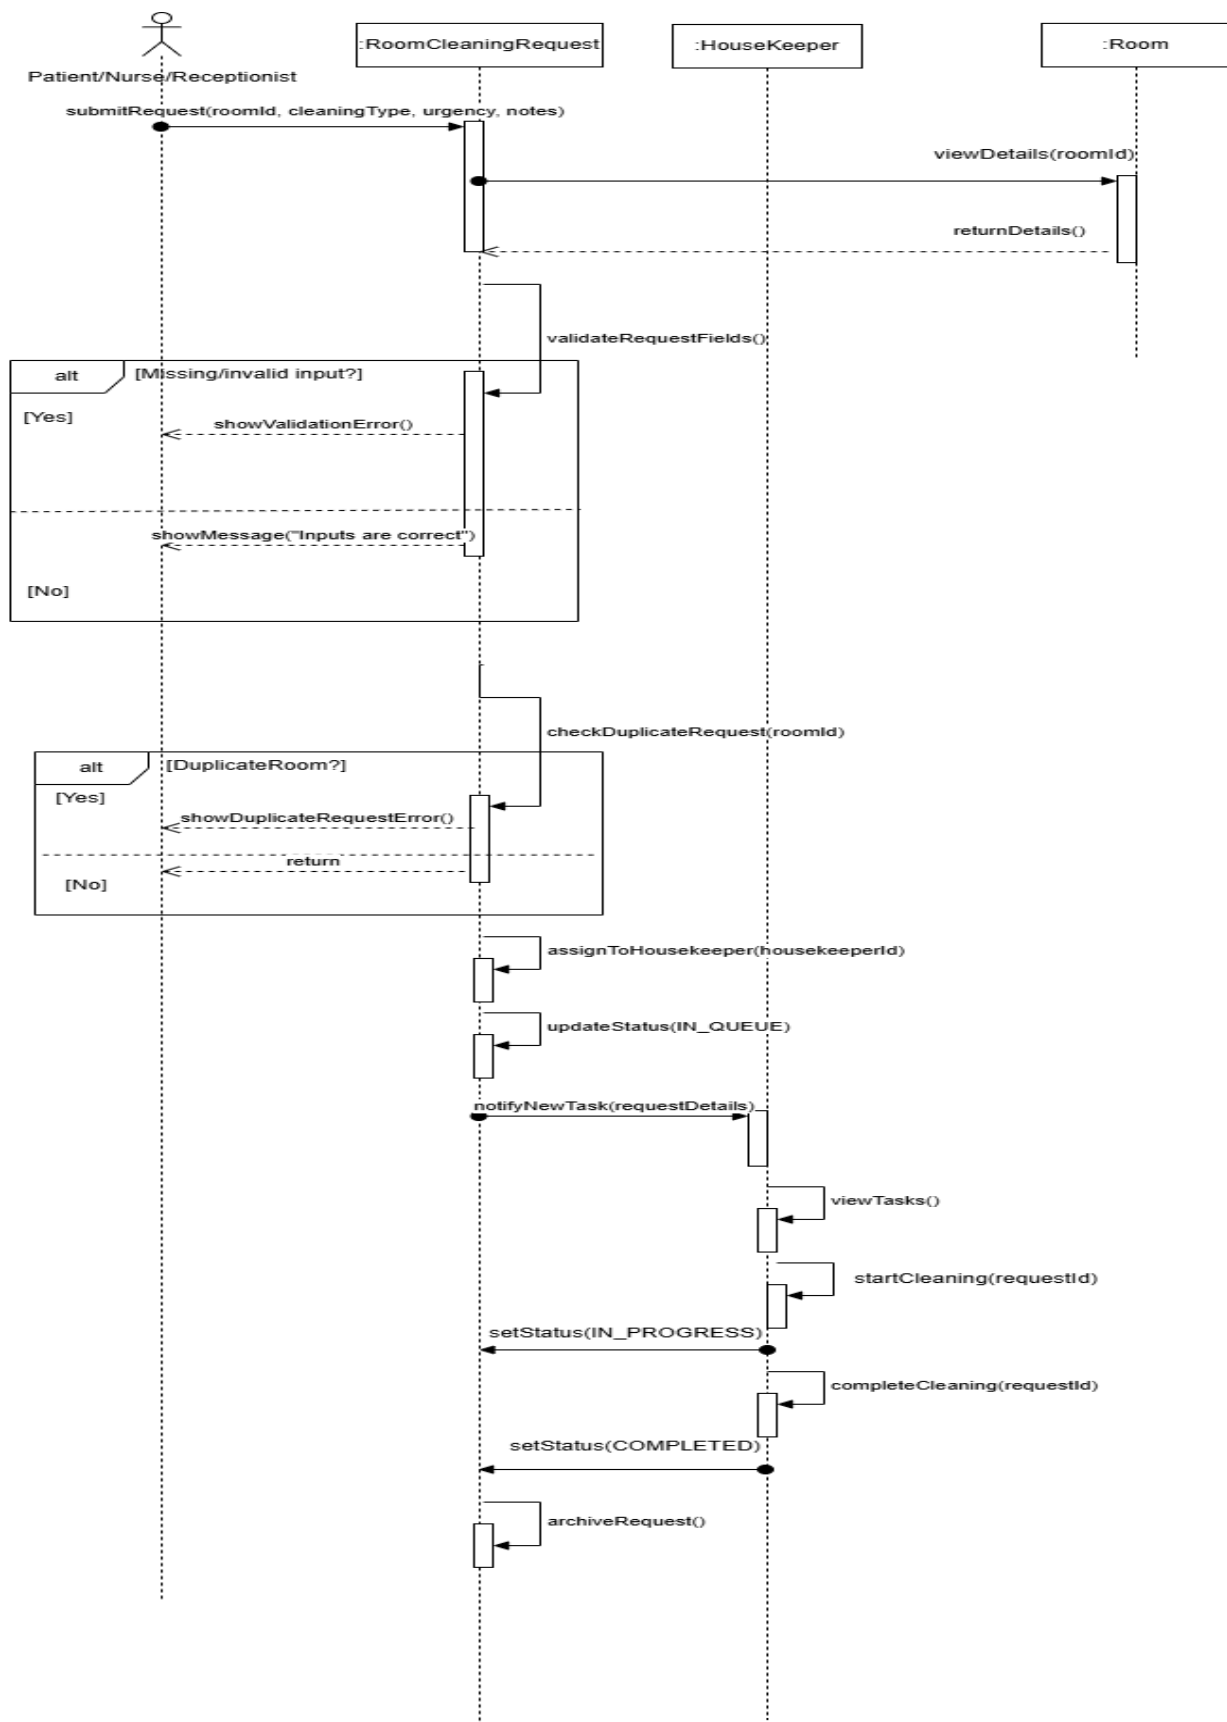 :RoomCleaningRequest
:HouseKeeper
:Room
Patient/Nurse/Receptionist
submitRequest(roomId, cleaningType, urgency, notes)
viewDetails(roomId)
returnDetails()
validateRequestFields()
alt
[Missing/invalid input?]
[Yes]
showValidationError()
showMessage("Inputs are correct")
[No]
checkDuplicateRequest(roomId)
alt
[DuplicateRoom?]
[Yes]
showDuplicateRequestError()
return
[No]
assignToHousekeeper(housekeeperId)
updateStatus(IN_QUEUE)
notifyNewTask(requestDetails)
viewTasks()
startCleaning(requestId)
setStatus(IN_PROGRESS)
completeCleaning(requestId)
setStatus(COMPLETED)
archiveRequest()